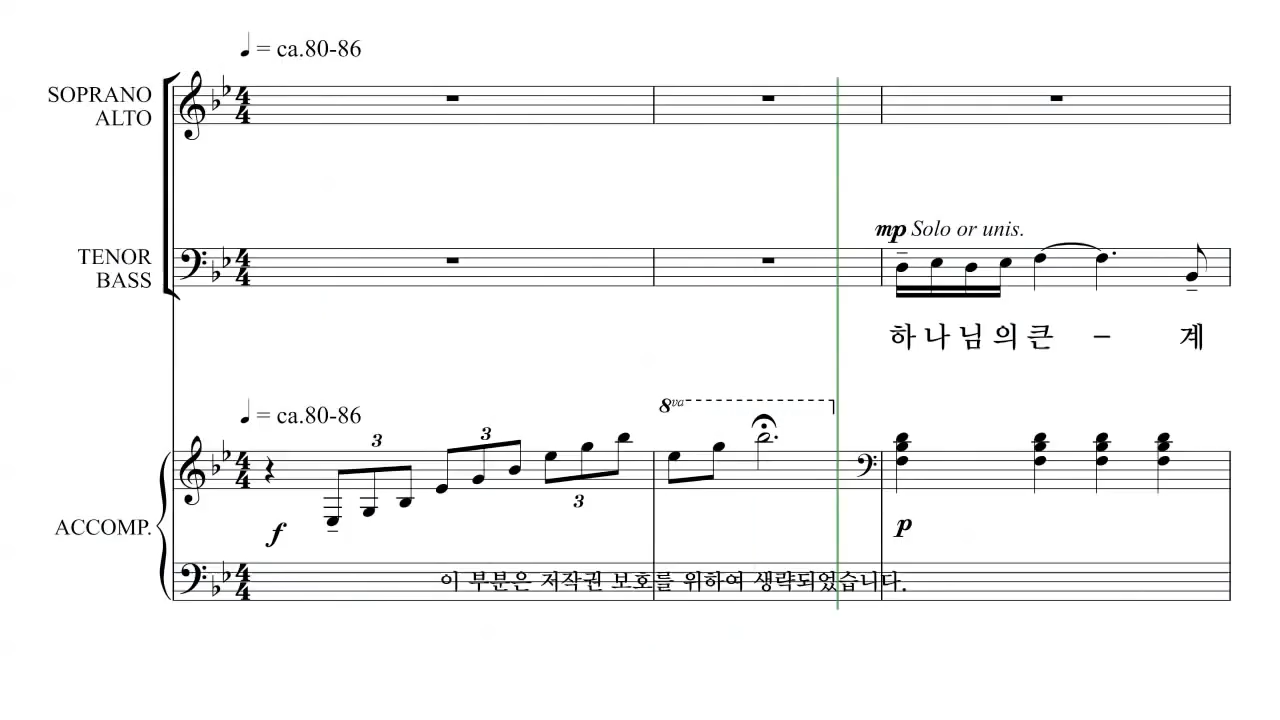 ♩ = ca.80-86
SOPRANO
ALTO
TENOR
BASS
mp Solo or unis.
하 나 님 의 큰 – 계
♩ = ca.80-86
8va
3 3
3
f
p
ACCOMP.
이 부분은 저작권 보호를 위하여 생략되었습니다.